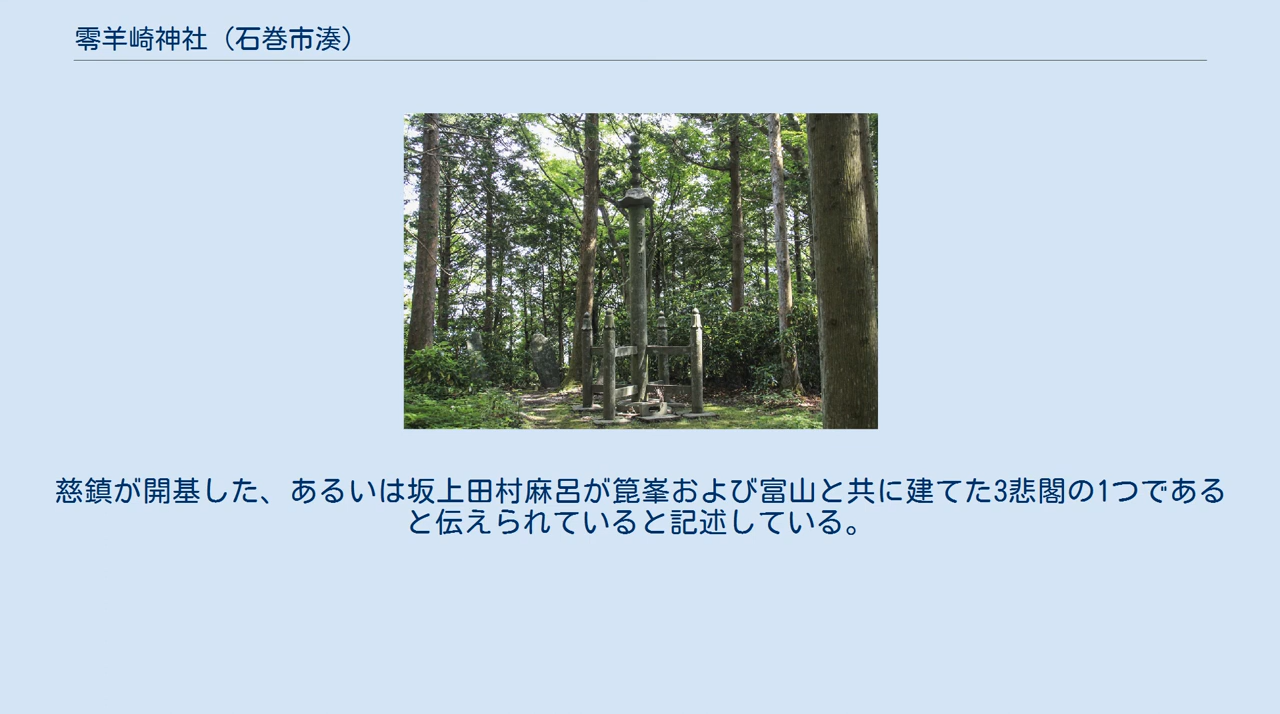 零羊崎神社（石巻市湊）
慈鎮が開基した、あるいは坂上田村麻呂が箟峯および富山と共に建てた3悲閣の1つである
と伝えられていると記述している。